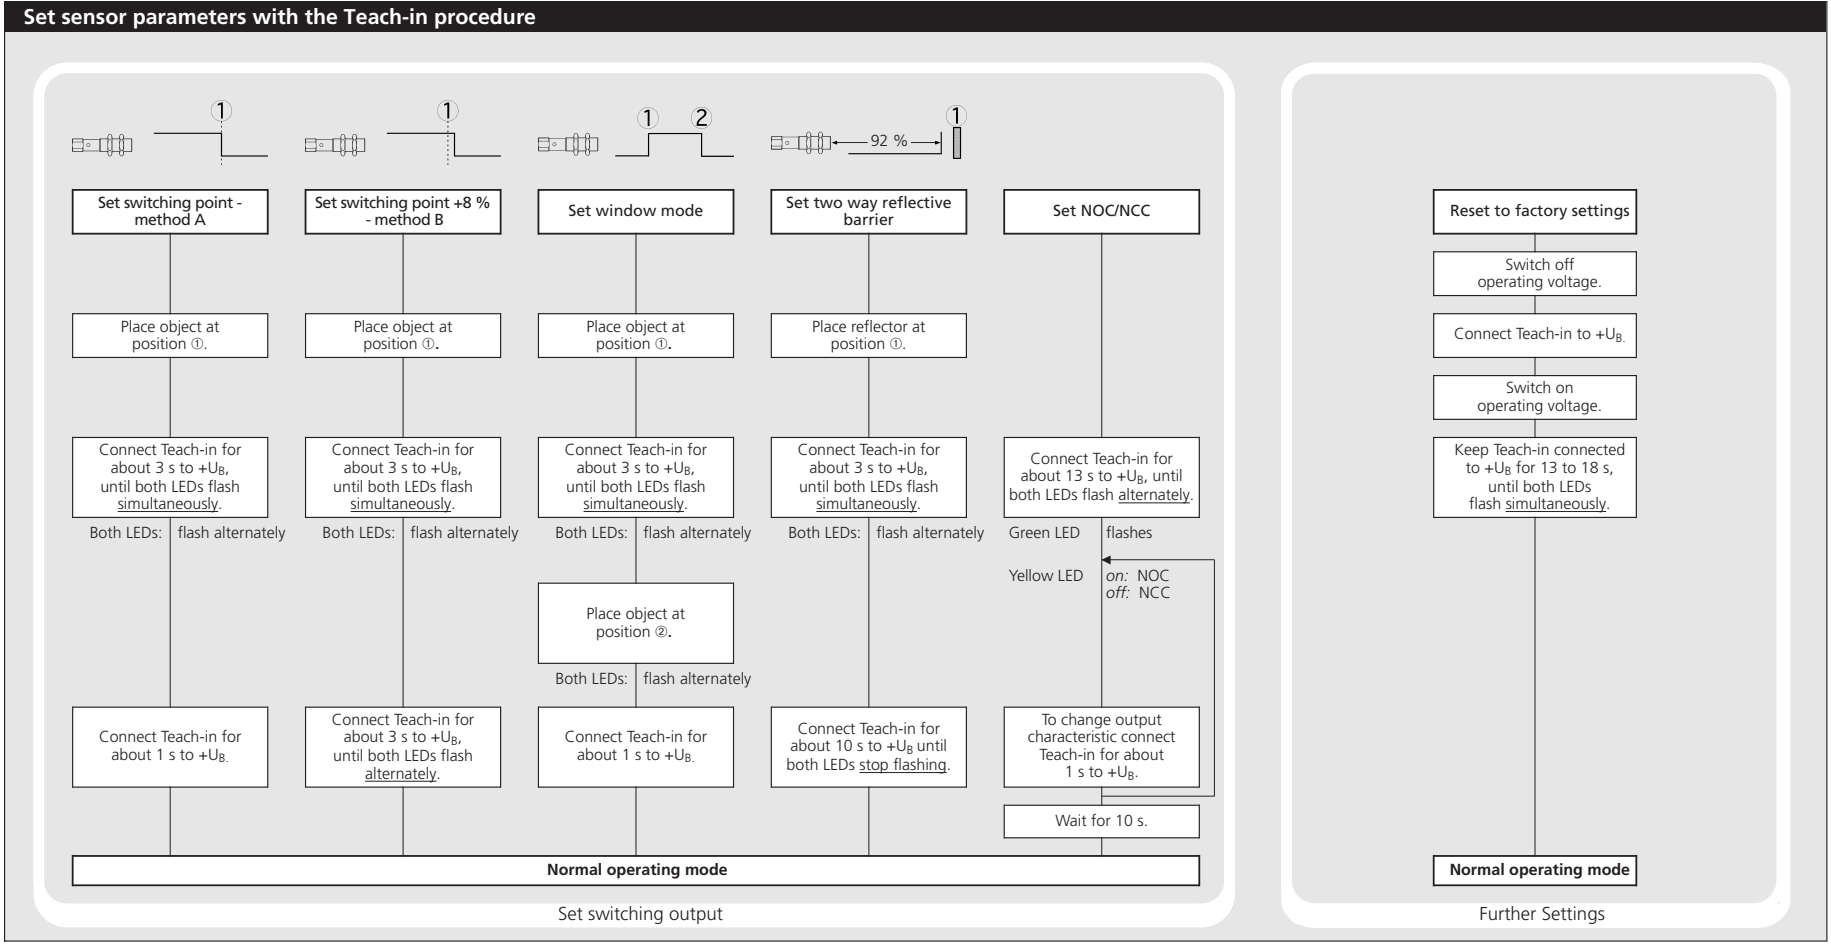 Set sensor parameters with the Teach-in procedure
①
Set switching point -
method A
Place object at
position ①.
Connect Teach-in for
about 3 s to +UB,
until both LEDs flash
simultaneously.
Both LEDs: flash alternately
Connect Teach-in for
about 1 s to +UB.
①
Set switching point +8 %
- method B
Place object at
position ①.
Connect Teach-in for
about 3 s to +UB,
until both LEDs flash
simultaneously.
Both LEDs: flash alternately
Connect Teach-in for
about 3 s to +UB,
until both LEDs flash
alternately.
① ②
Set window mode
Place object at
position ①.
Connect Teach-in for
about 3 s to +UB,
until both LEDs flash
simultaneously.
Both LEDs: flash alternately
Place object at
position ②.
Both LEDs: flash alternately
Connect Teach-in for
about 1 s to +UB.
①
92 %
Set two way reflective
barrier
Place reflector at
position ①.
Connect Teach-in for
about 3 s to +UB,
until both LEDs flash
simultaneously.
Both LEDs: flash alternately
Connect Teach-in for
about 10 s to +UB until
both LEDs stop flashing.
Set NOC/NCC
Connect Teach-in for
about 13 s to +UB, until
both LEDs flash alternately.
Green LED flashes
Yellow LED on: NOC
off: NCC
To change output
characteristic connect
Teach-in for about
1 s to +UB.
Wait for 10 s.
Normal operating mode
Set switching output
Reset to factory settings
Switch off
operating voltage.
Connect Teach-in to +UB.
Switch on
operating voltage.
Keep Teach-in connected
to +UB for 13 to 18 s,
until both LEDs
flash simultaneously.
Normal operating mode
Further Settings